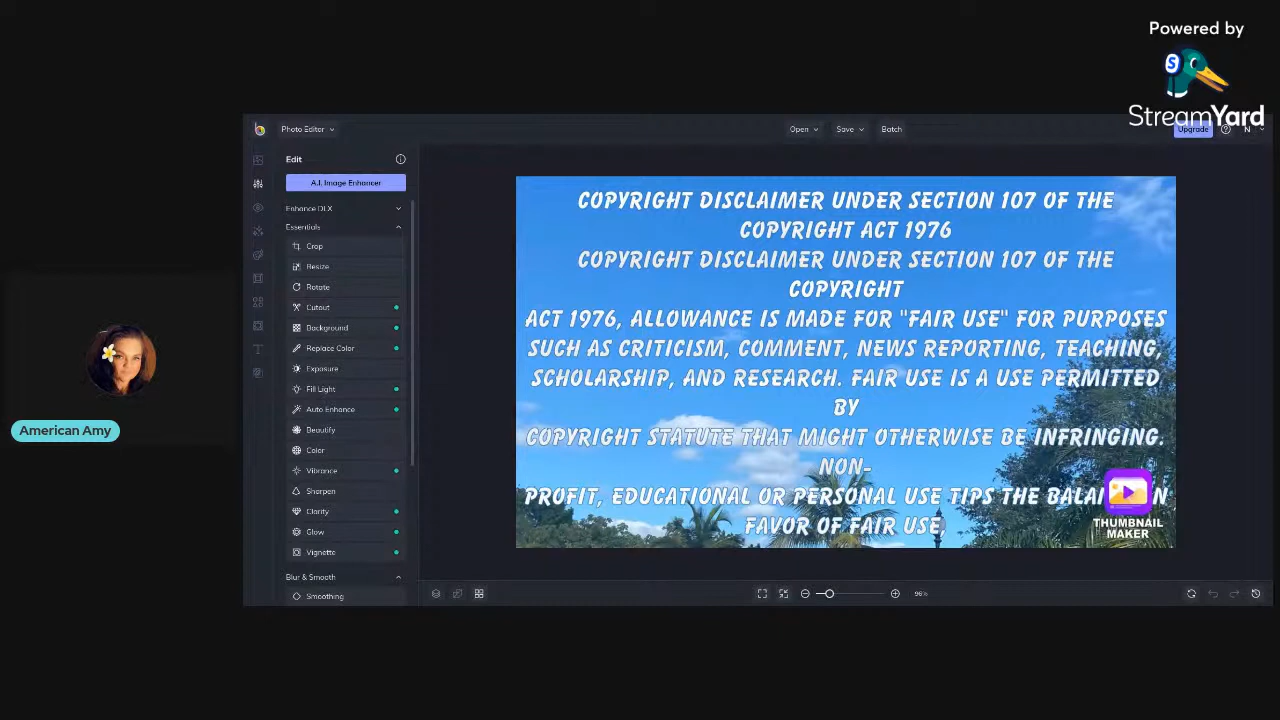 Powered by
StreamYard
Photo Editor
Open
Save
Batch
Upgrade
N
Edit
A.I. Image Enhancer
Enhance DLX
Essentials
Crop
Resize
Rotate
Cutout
Background
Replace Color
Exposure
Fill Light
Auto Enhance
Beautify
Color
Vibrance
Sharpen
Clarity
Glow
Vignette
Blur & Smooth
Smoothing
COPYRIGHT DISCLAIMER UNDER SECTION 107 OF THE
COPYRIGHT ACT 1976
COPYRIGHT DISCLAIMER UNDER SECTION 107 OF THE
COPYRIGHT
ACT 1976, ALLOWANCE IS MADE FOR "FAIR USE" FOR PURPOSES
SUCH AS CRITICISM, COMMENT, NEWS REPORTING, TEACHING,
SCHOLARSHIP, AND RESEARCH. FAIR USE IS A USE PERMITTED
BY
COPYRIGHT STATUTE THAT MIGHT OTHERWISE BE INFRINGING.
NON-
PROFIT, EDUCATIONAL OR PERSONAL USE TIPS THE
FAVOR OF FAIR USE,
THUMBNAIL
MAKER
96%
American Amy